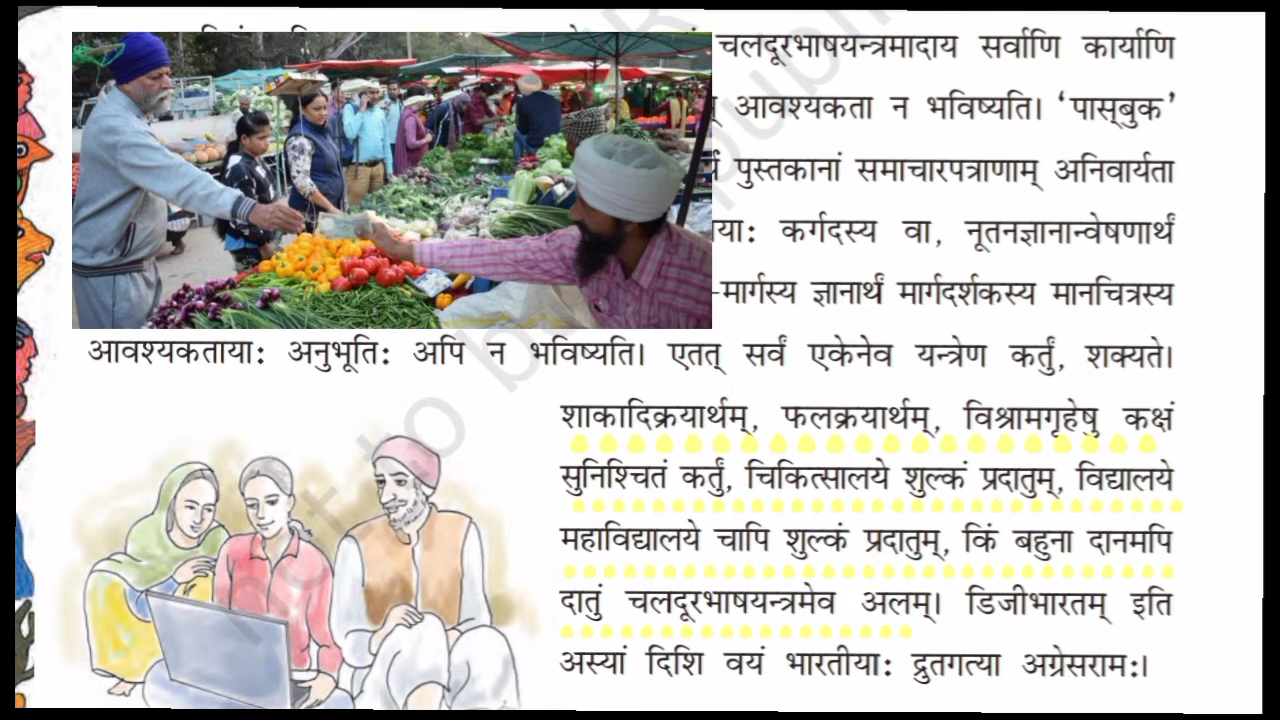 चलदूरभाषयन्त्रमादाय सर्वाणि कार्याणि
आवश्यकता न भविष्यति। ‘पास्‌बुक’
पुस्तकानां समाचारपत्राणाम् अनिवार्यता
कर्गदस्य वा, नूतनज्ञानान्वेषणार्थं
-मार्गस्य ज्ञानार्थं मार्गदर्शकस्य मानचित्रस्य
आवश्यकतायाः अनुभूतिः अपि न भविष्यति। एतत् सर्वं एकेनेव यन्त्रेण कर्तुं, शक्यते।
शाकादिक्रयार्थम्, फलक्रयार्थम्, विश्रामगृहेषु कक्षं
सुनिश्चितं कर्तुं, चिकित्सालये शुल्कं प्रदातुम्, विद्यालये
महाविद्यालये चापि शुल्कं प्रदातुम्, किं बहुना दानमपि
दातुं चलदूरभाषयन्त्रमेव अलम्। डिजीभारतम् इति
अस्यां दिशि वयं भारतीयाः द्रुतगत्या अग्रेसरामः।